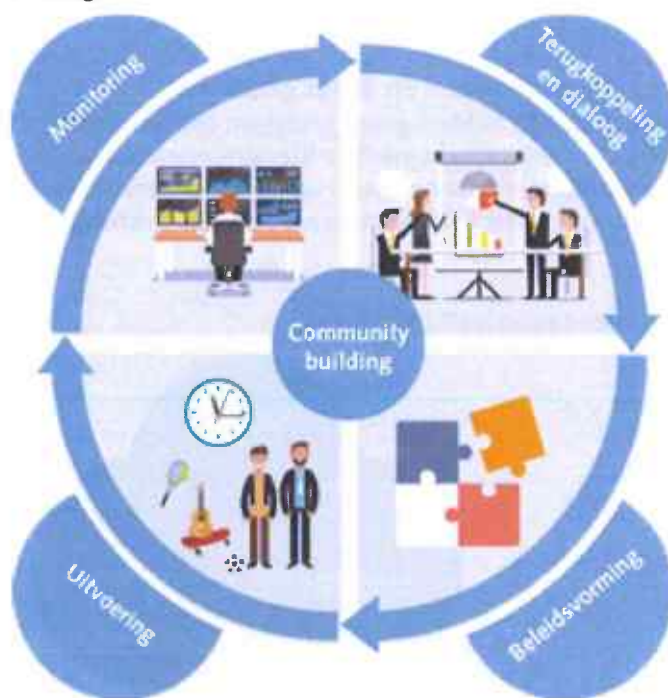 Monitoring
Terugkoppeling
en dialoog
Community
building
Uitvoering
Beleidsvorming